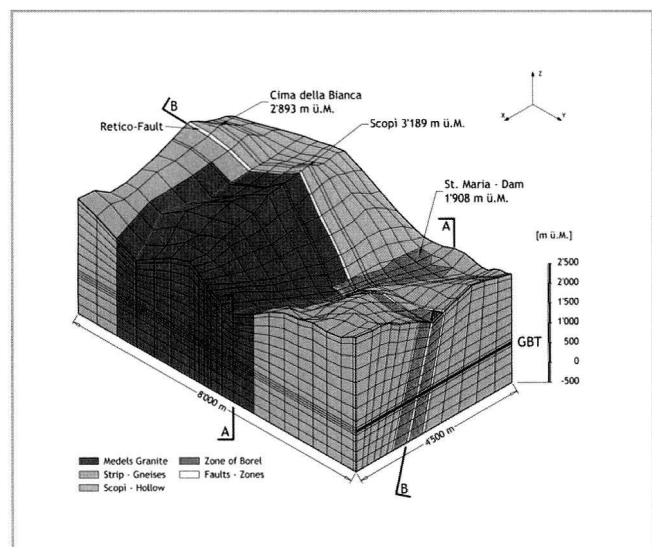 B
Cima della Bianca
2'893 m ü.M.
Retico-Fault
Scopì 3'189 m ü.M.
Z
X
Y
St. Maria - Dam
1'908 m ü.M.
A
[m ü.M.]
2'500
2'000
1'500
1'000
500
0
-500
GBT
8'000 m
4'500 m
A
B
Medels Granite
Zone of Borel
Strip - Gneises
Faults - Zones
Scopì - Hollow